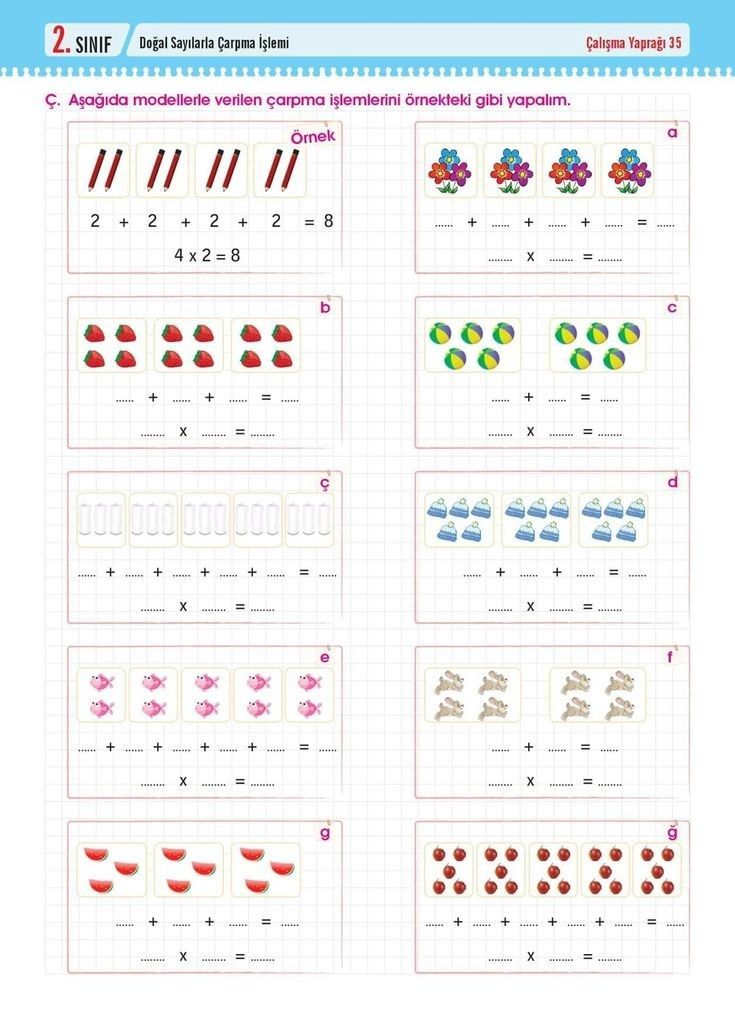 2. SINIF
Doğal Sayılarla Çarpma İşlemi
Çalışma Yaprağı 35
Ç. Aşağıda modellerle verilen çarpma işlemlerini örnekteki gibi yapalım.
Örnek
2 + 2 + 2 + 2 = 8
4 x 2 = 8
a
...... + ...... + ...... + ...... = ......
........ x ........ = ........
b
...... + ...... + ...... = ......
........ x ........ = ........
c
...... + ...... = ......
........ x ........ = ........
ç
...... + ...... + ...... + ...... + ...... = ......
........ x ........ = ........
d
...... + ...... + ...... = ......
........ x ........ = ........
e
...... + ...... + ...... + ...... + ...... = ......
........ x ........ = ........
f
...... + ...... = ......
........ x ........ = ........
g
...... + ...... + ...... = ......
........ x ........ = ........
ğ
...... + ...... + ...... + ...... + ...... = ......
........ x ........ = ........